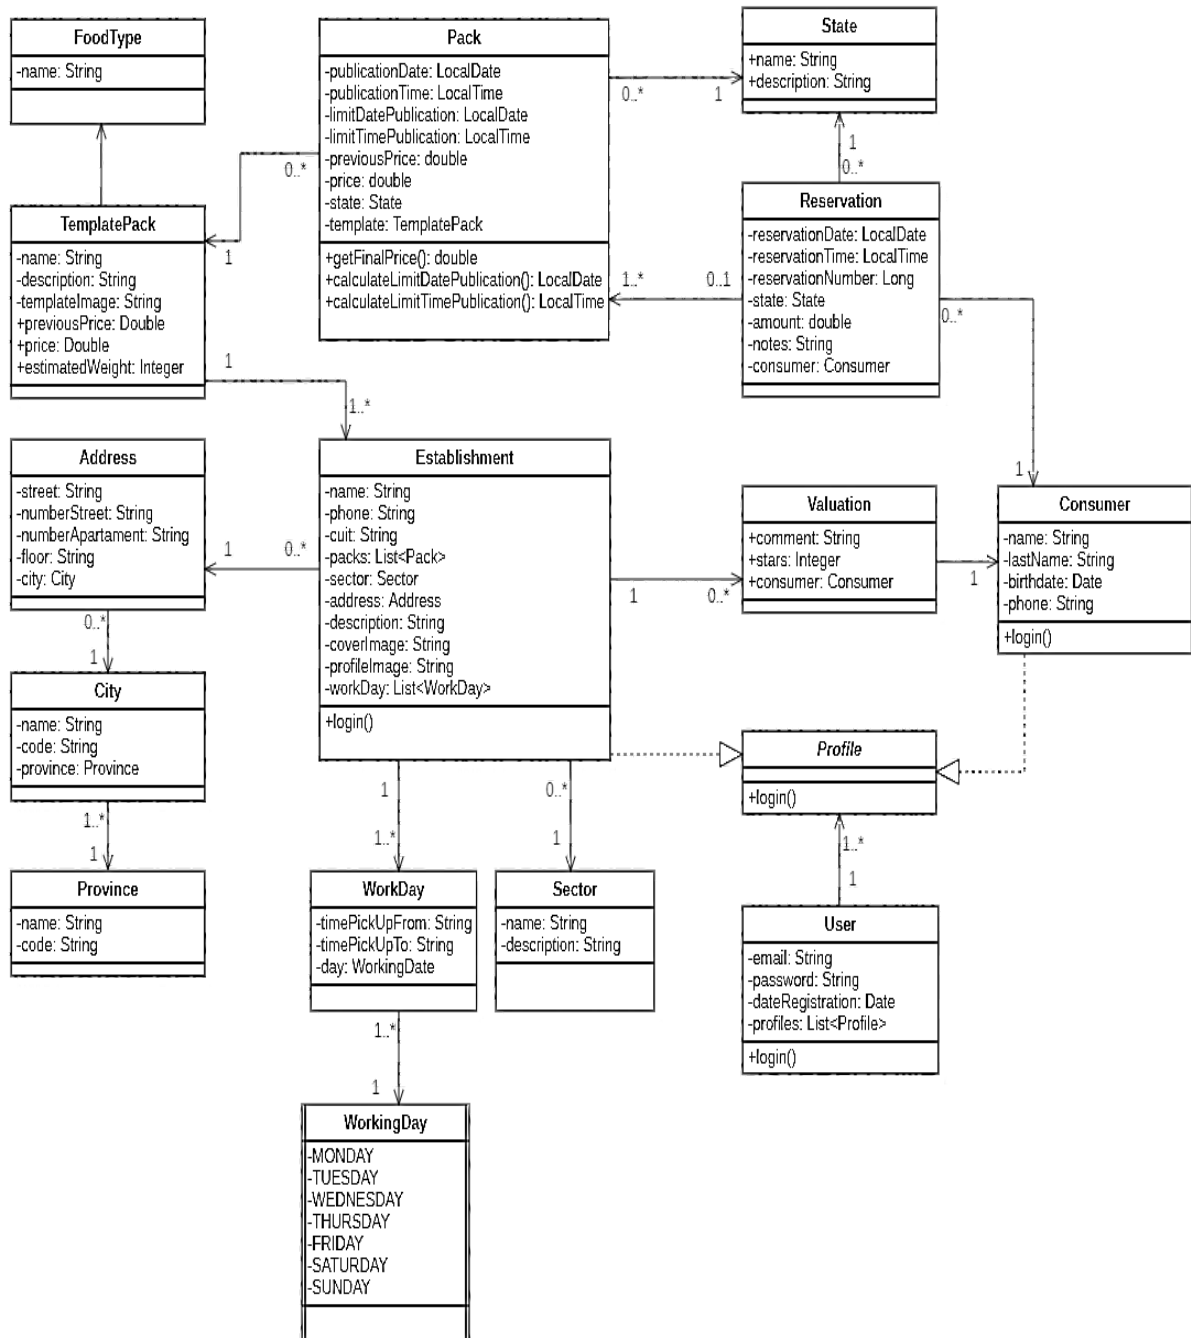 FoodType
-name: String
Pack
-publicationDate: LocalDate
-publicationTime: LocalTime
-limitDatePublication: LocalDate
-limitTimePublication: LocalTime
-previousPrice: double
-price: double
-state: State
-template: TemplatePack
+getFinalPrice(): double
+calculateLimitDatePublication(): LocalDate
+calculateLimitTimePublication(): LocalTime
State
+name: String
+description: String
0..*
1
0..*
1
1
0..*
TemplatePack
-name: String
-description: String
-templateImage: String
+previousPrice: Double
+price: Double
+estimatedWeight: Integer
Reservation
-reservationDate: LocalDate
-reservationTime: LocalTime
-reservationNumber: Long
-state: State
-amount: double
-notes: String
-consumer: Consumer
1..*
0..1
0..*
1
1
1..*
Address
-street: String
-numberStreet: String
-numberApartament: String
-floor: String
-city: City
1
0..*
Establishment
-name: String
-phone: String
-cuit: String
-packs: List<Pack>
-sector: Sector
-address: Address
-description: String
-coverImage: String
-profileImage: String
-workDay: List<WorkDay>
+login()
1
0..*
Valuation
+comment: String
+stars: Integer
+consumer: Consumer
1
Consumer
-name: String
-lastName: String
-birthdate: Date
-phone: String
+login()
0..*
1
City
-name: String
-code: String
-province: Province
1..*
1
Province
-name: String
-code: String
Profile
+login()
1..*
1
1
1..*
0..*
1
WorkDay
-timePickUpFrom: String
-timePickUpTo: String
-day: WorkingDate
Sector
-name: String
-description: String
User
-email: String
-password: String
-dateRegistration: Date
-profiles: List<Profile>
+login()
1..*
1
WorkingDay
-MONDAY
-TUESDAY
-WEDNESDAY
-THURSDAY
-FRIDAY
-SATURDAY
-SUNDAY